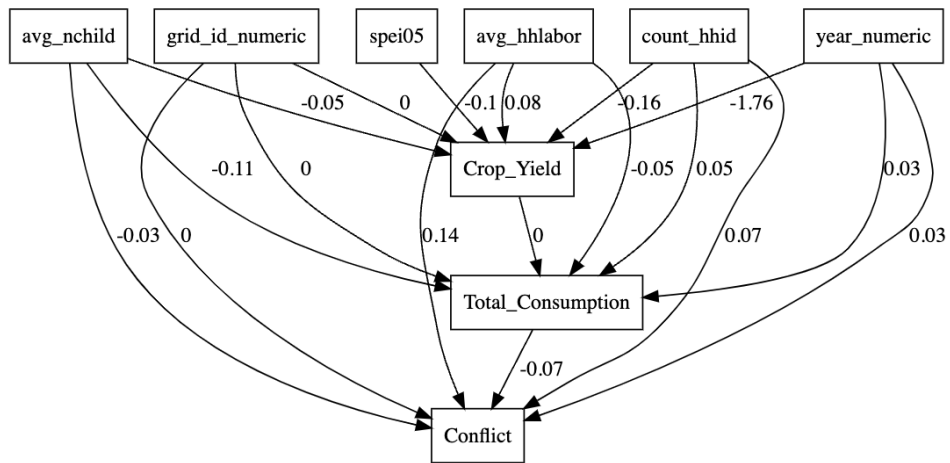 avg_nchild
grid_id_numeric
spei05
avg_hhlabor
count_hhid
year_numeric
-0.05
0
-0.1
0.08
-0.16
-1.76
Crop_Yield
-0.11
0
-0.05
0.05
0.03
-0.03
0
0.14
0
0.07
0.03
Total_Consumption
-0.07
Conflict